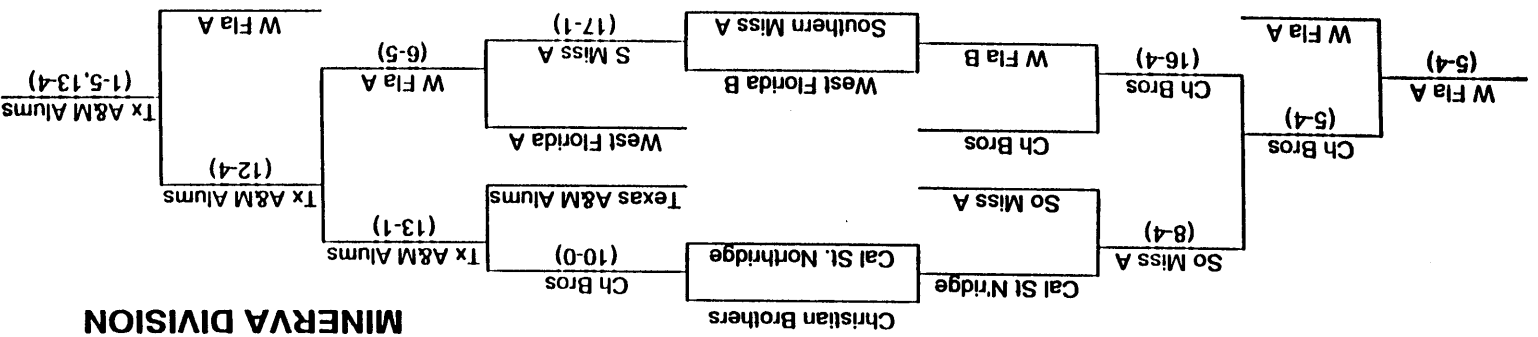 MINERVA DIVISION
Christian Brothers
Cal St N'ridge
Ch Bros
(10-0)
So Miss A
(8-4)
Cal St. Northridge
Tx A&M Alums
(13-1)
So Miss A
Texas A&M Alums
Tx A&M Alums
(12-4)
Ch Bros
(5-4)
Ch Bros
West Florida A
Tx A&M Alums
(1-5,13-4)
W Fla A
(5-4)
Ch Bros
(16-4)
West Florida B
W Fla A
(6-5)
W Fla B
S Miss A
(17-1)
W Fla A
Southern Miss A
W Fla A